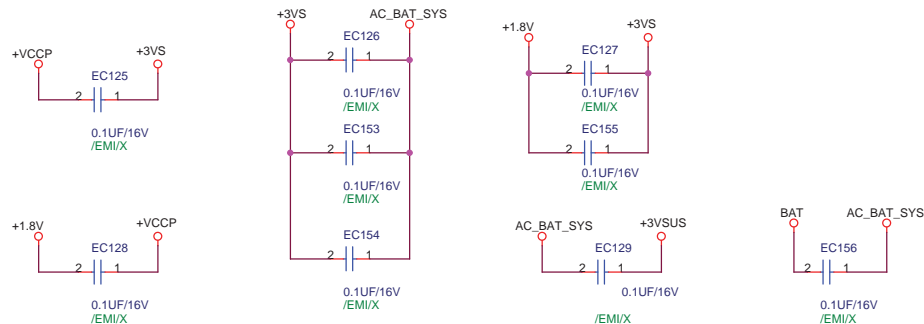 +VCCP
+3VS
EC125
2
1
0.1UF/16V
/EMI/X
+3VS
AC_BAT_SYS
EC126
2
1
0.1UF/16V
/EMI/X
EC153
2
1
0.1UF/16V
/EMI/X
EC154
2
1
0.1UF/16V
/EMI/X
+1.8V
+3VS
EC127
2
1
0.1UF/16V
/EMI/X
EC155
2
1
0.1UF/16V
/EMI/X
+1.8V
+VCCP
EC128
2
1
0.1UF/16V
/EMI/X
AC_BAT_SYS
+3VSUS
EC129
2
1
0.1UF/16V
/EMI/X
BAT
AC_BAT_SYS
EC156
2
1
0.1UF/16V
/EMI/X